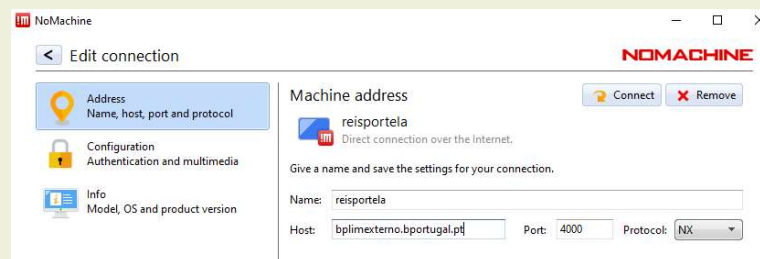 !M NoMachine
< Edit connection
NOMACHINE
Address
Name, host, port and protocol
Configuration
Authentication and multimedia
Info
Model, OS and product version
Machine address
Connect
Remove
!M
reisportela
Direct connection over the Internet.
Give a name and save the settings for your connection.
Name: reisportela
Host: bplimexterno.bportugal.pt Port: 4000 Protocol: NX